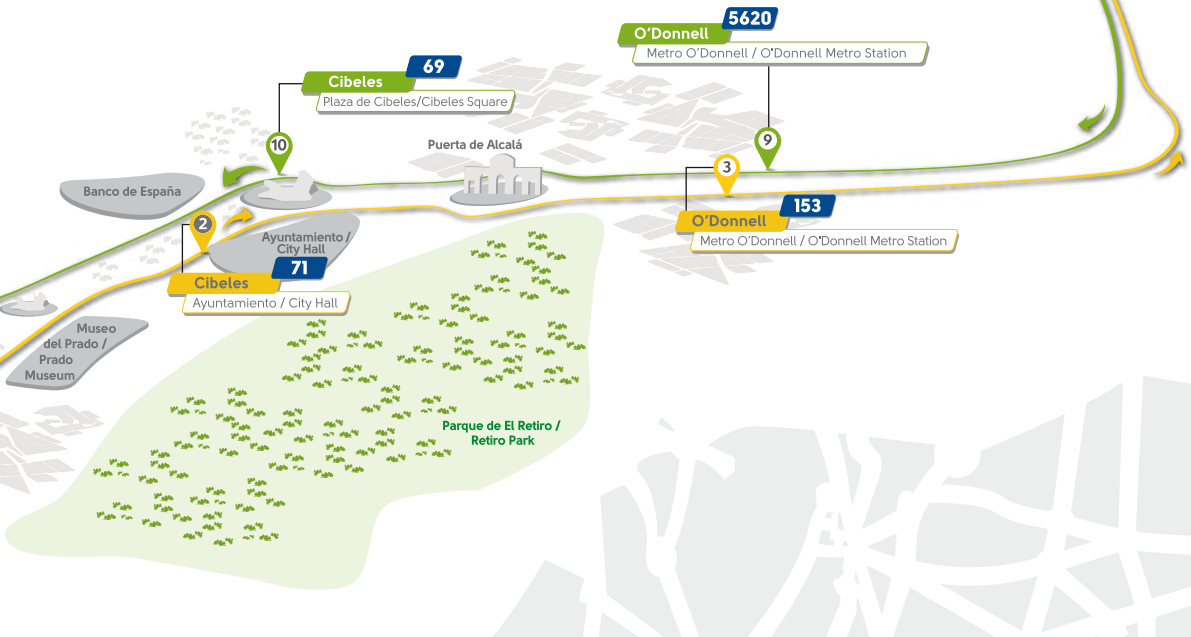 5620
O'Donnell
Metro O'Donnell / O'Donnell Metro Station
69
Cibeles
Plaza de Cibeles/Cibeles Square
10
9
Puerta de Alcalá
3
Banco de España
153
O'Donnell
Metro O'Donnell / O'Donnell Metro Station
2
Ayuntamiento /
City Hall
71
Cibeles
Ayuntamiento / City Hall
Museo
del Prado /
Prado
Museum
Parque de El Retiro /
Retiro Park